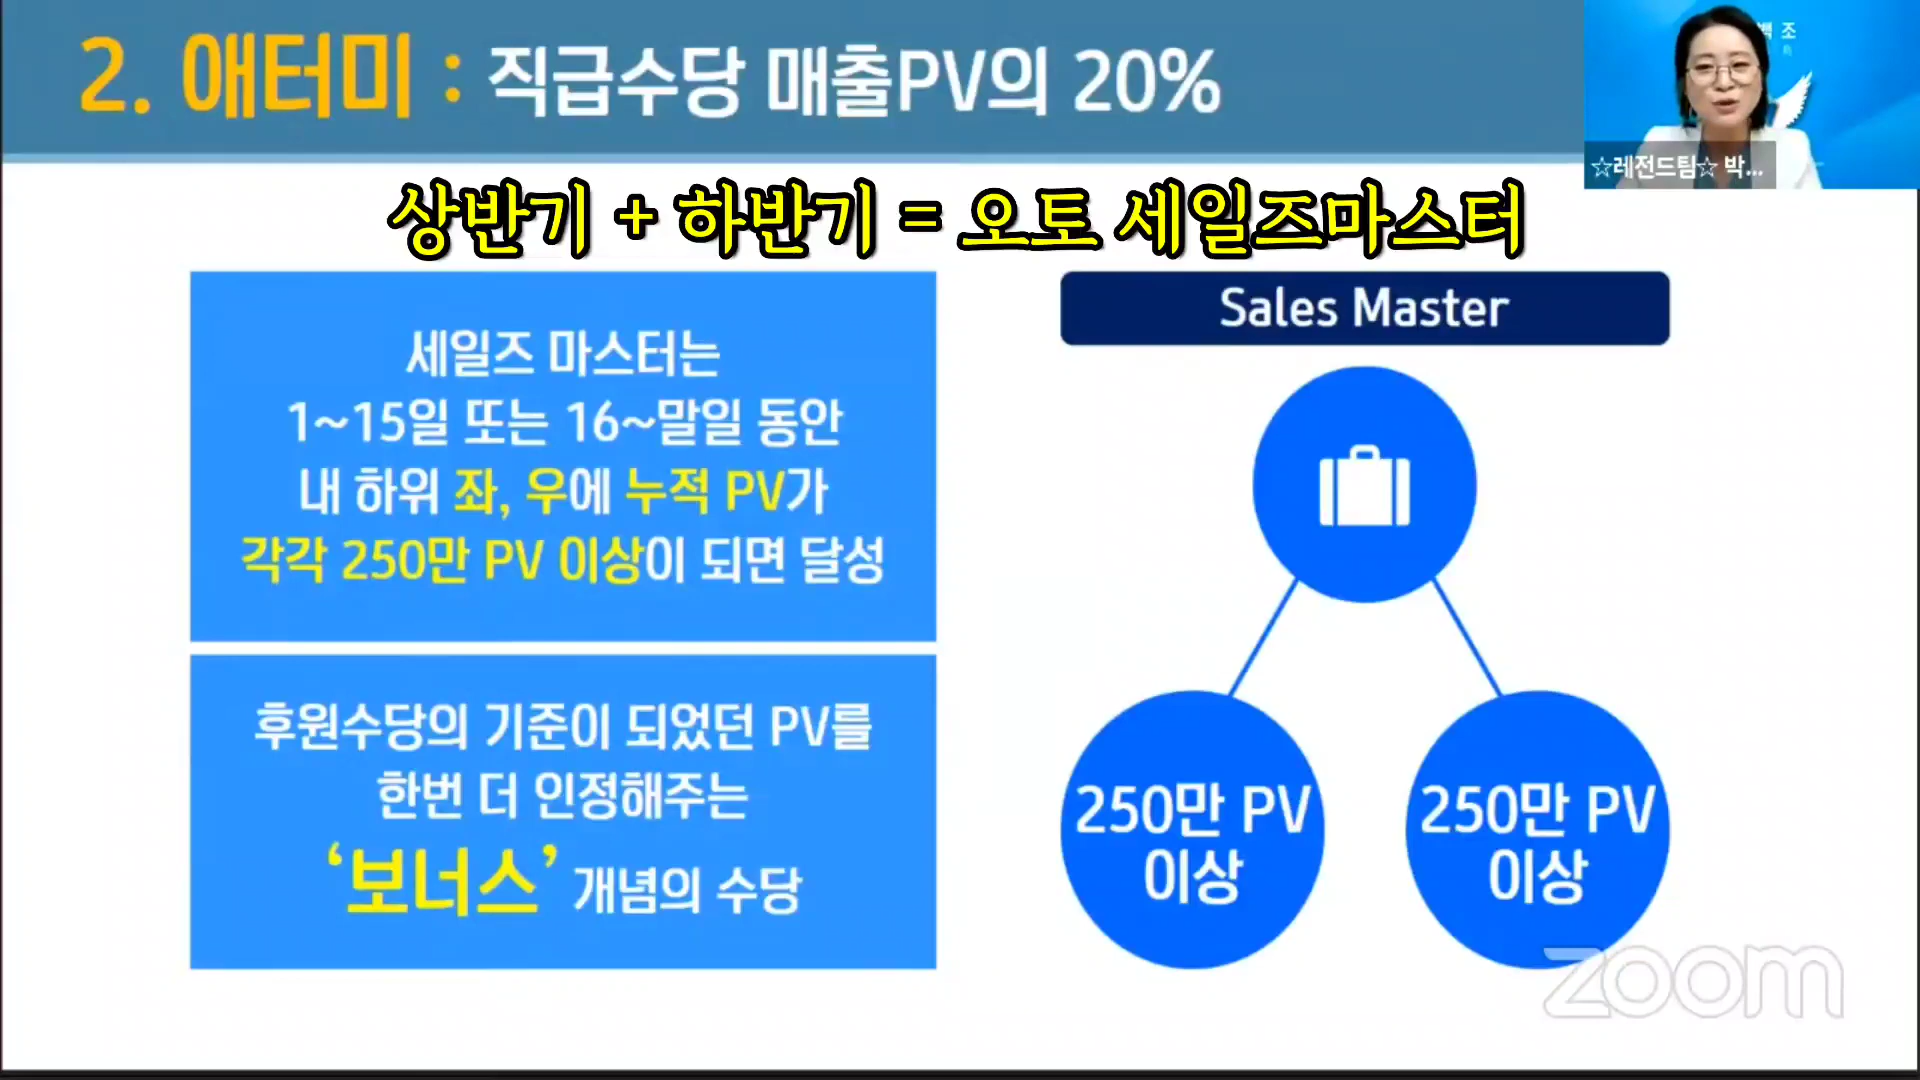 2. 애터미 : 직급수당 매출PV의 20%
☆레전드팀☆ 박...
상반기 + 하반기 = 오토 세일즈마스터
세일즈 마스터는
1~15일 또는 16~말일 동안
내 하위 좌, 우에 누적 PV가
각각 250만 PV 이상이 되면 달성
후원수당의 기준이 되었던 PV를
한번 더 인정해주는
‘보너스’ 개념의 수당
Sales Master
250만 PV
이상
250만 PV
이상
zoom